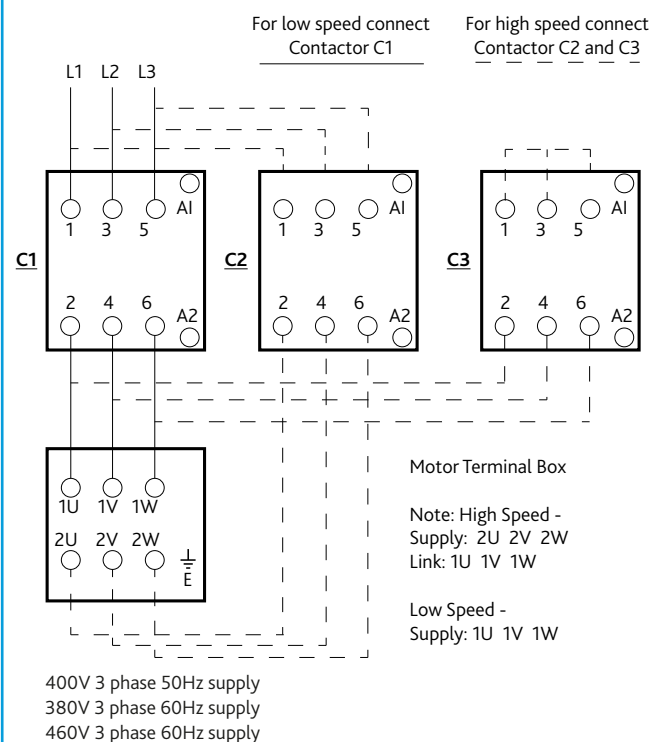 For low speed connect
Contactor C1
For high speed connect
Contactor C2 and C3
L1 L2 L3
AI AI AI
1 3 5 1 3 5 1 3 5
C1 C2 C3
2 4 6 A2 2 4 6 A2 2 4 6 A2
1U 1V 1W
2U 2V 2W
E
Motor Terminal Box
Note: High Speed -
Supply: 2U 2V 2W
Link: 1U 1V 1W
Low Speed -
Supply: 1U 1V 1W
400V 3 phase 50Hz supply
380V 3 phase 60Hz supply
460V 3 phase 60Hz supply